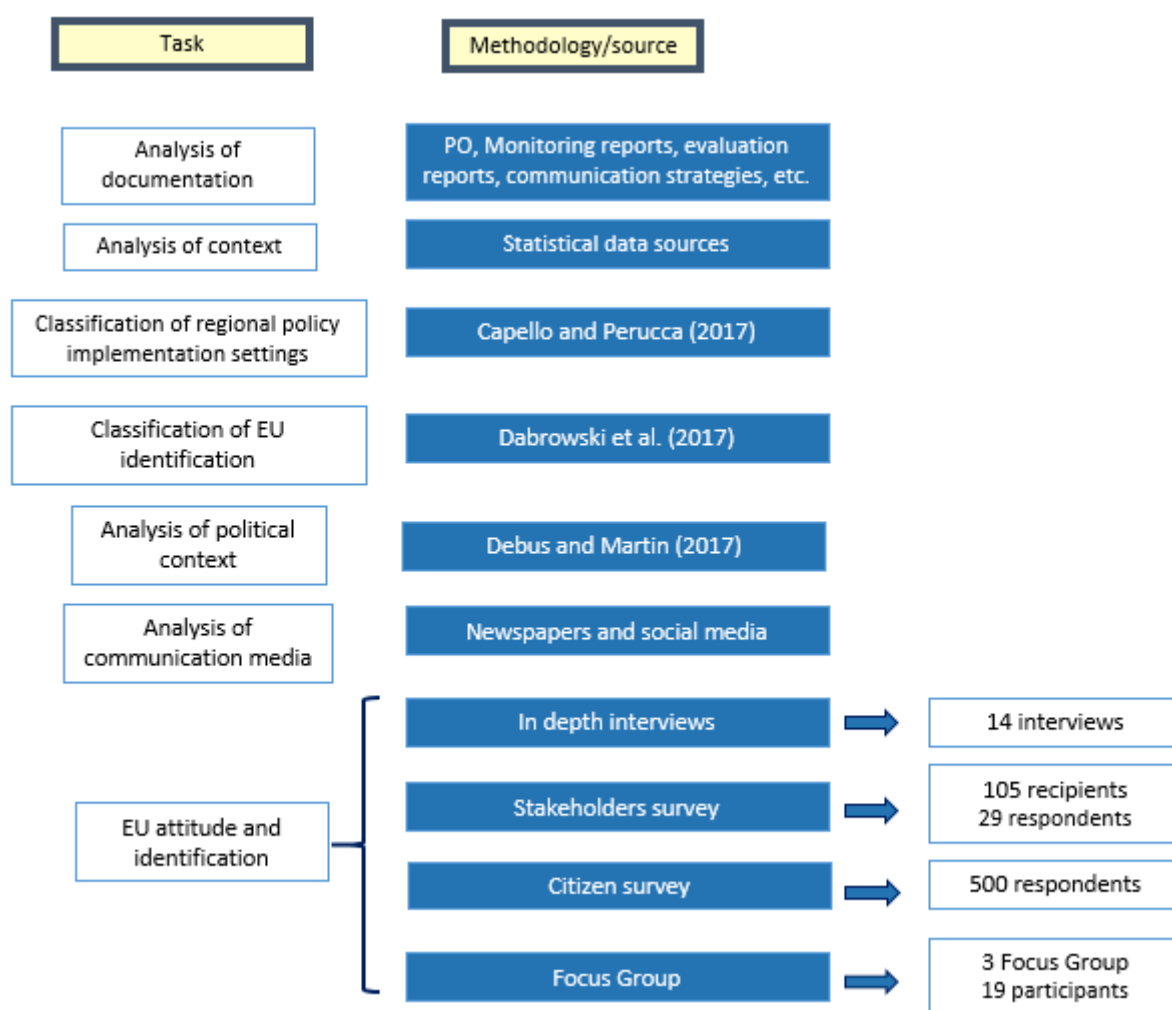 Task
Methodology/source
Analysis of
documentation
PO, Monitoring reports, evaluation
reports, communication strategies, etc.
Analysis of context
Statistical data sources
Classification of regional policy
implementation settings
Capello and Perucca (2017)
Classification of EU
identification
Dabrowski et al. (2017)
Analysis of political
context
Debus and Martin (2017)
Analysis of
communication media
Newspapers and social media
EU attitude and
identification
In depth interviews
14 interviews
Stakeholders survey
105 recipients
29 respondents
Citizen survey
500 respondents
Focus Group
3 Focus Group
19 participants